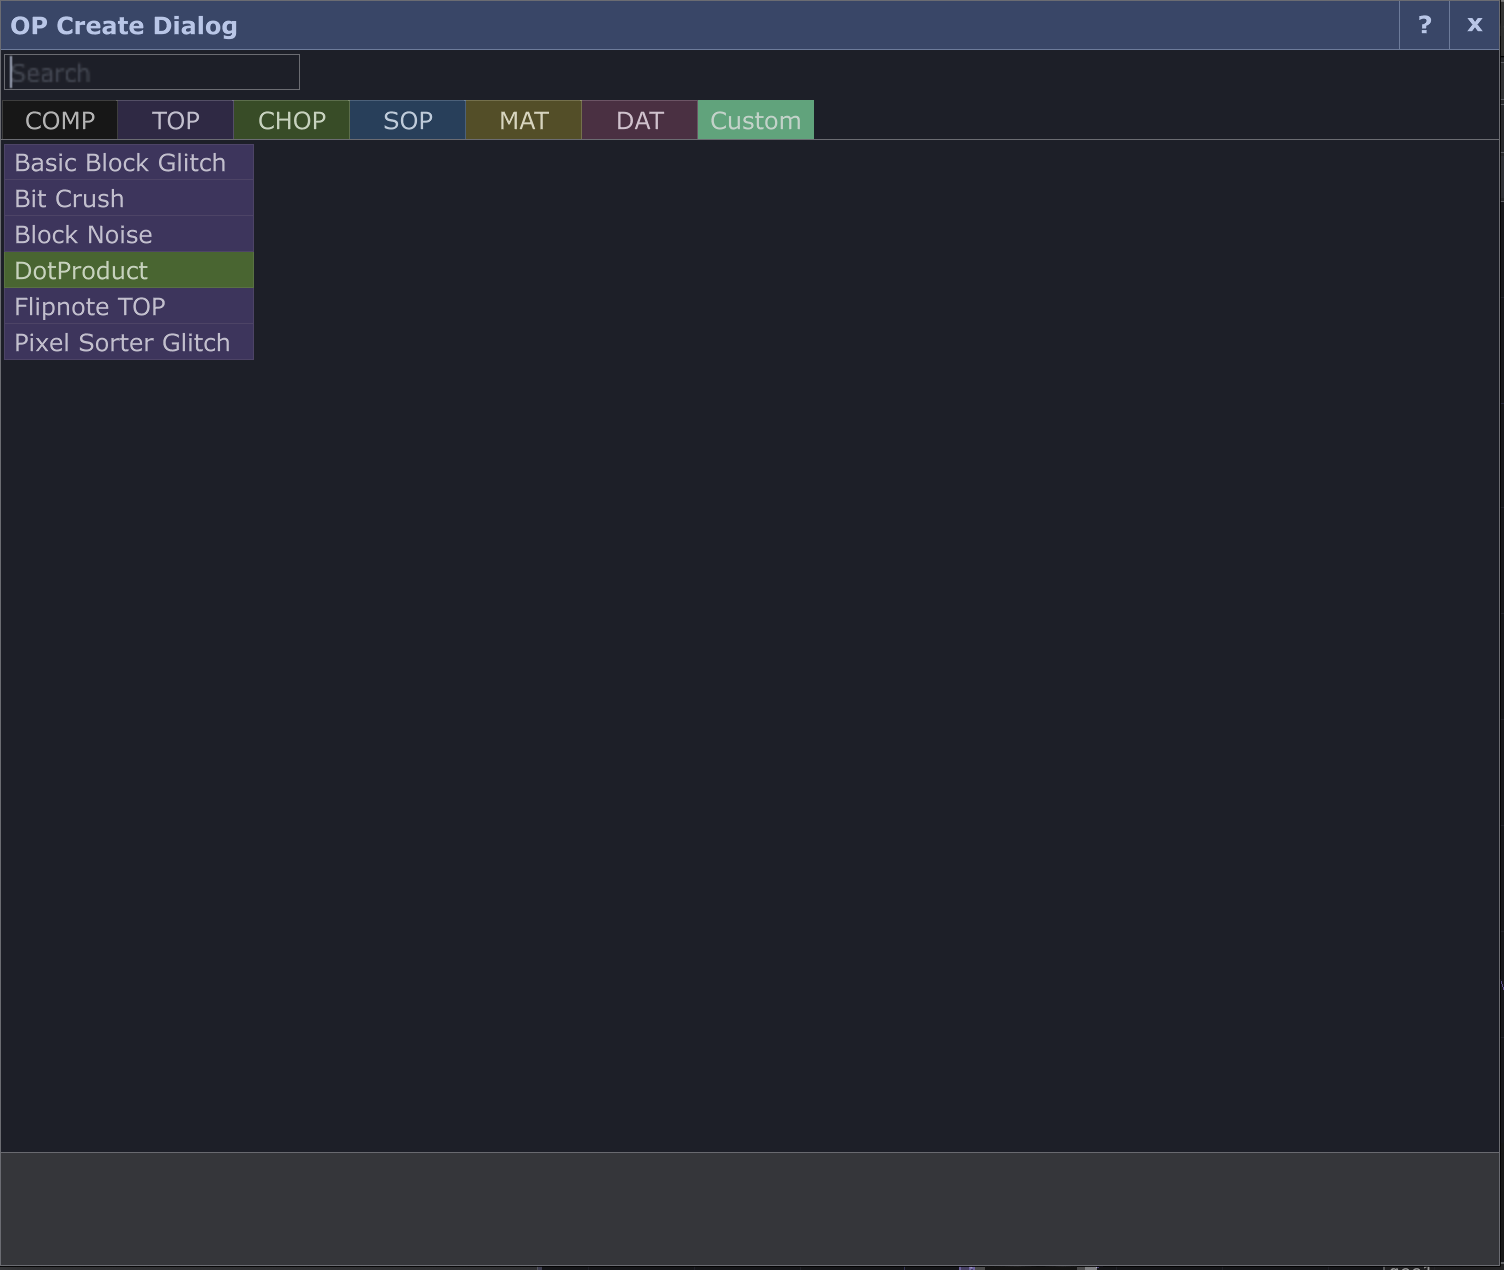 OP Create Dialog ? x
Search
COMP TOP CHOP SOP MAT DAT Custom
Basic Block Glitch
Bit Crush
Block Noise
DotProduct
Flipnote TOP
Pixel Sorter Glitch